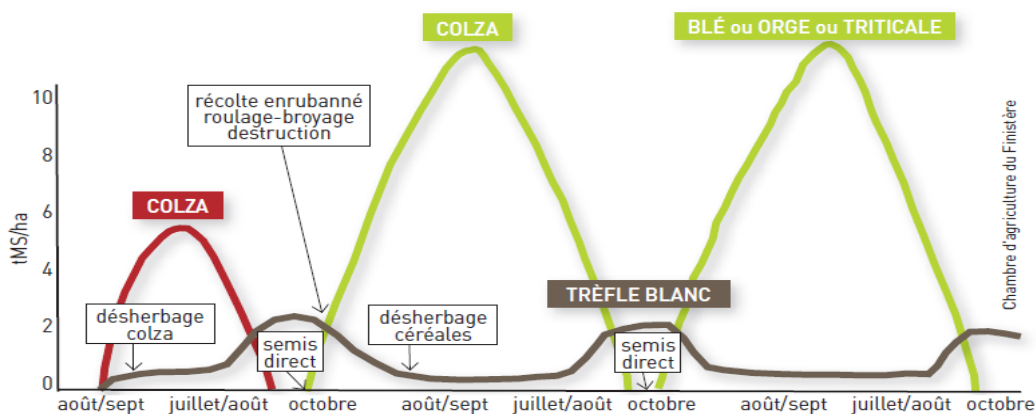 COLZA
BLÉ ou ORGE ou TRITICALE
récolte enrubanné
roulage-broyage
destruction
COLZA
désherbage
colza
désherbage
céréales
TRÈFLE BLANC
semis
direct
semis
direct
tMS/ha
10
8
6
4
2
0
août/sept
juillet/août
octobre
août/sept
juillet/août
octobre
août/sept
juillet/août
octobre
Chambre d'agriculture du Finistère